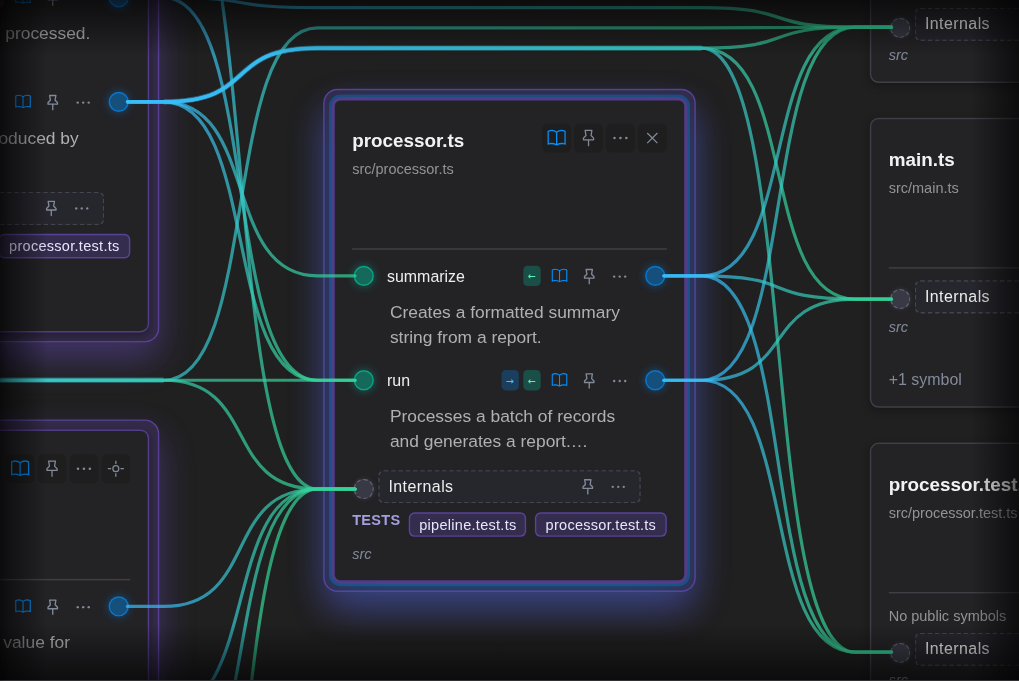 processed.
oduced by
processor.test.ts
value for
processor.ts
src/processor.ts
summarize
←
Creates a formatted summary
string from a report.
run
→ ←
Processes a batch of records
and generates a report....
Internals
TESTS pipeline.test.ts processor.test.ts
src
Internals
src
main.ts
src/main.ts
Internals
src
+1 symbol
processor.test
src/processor.test.ts
No public symbols
Internals
src